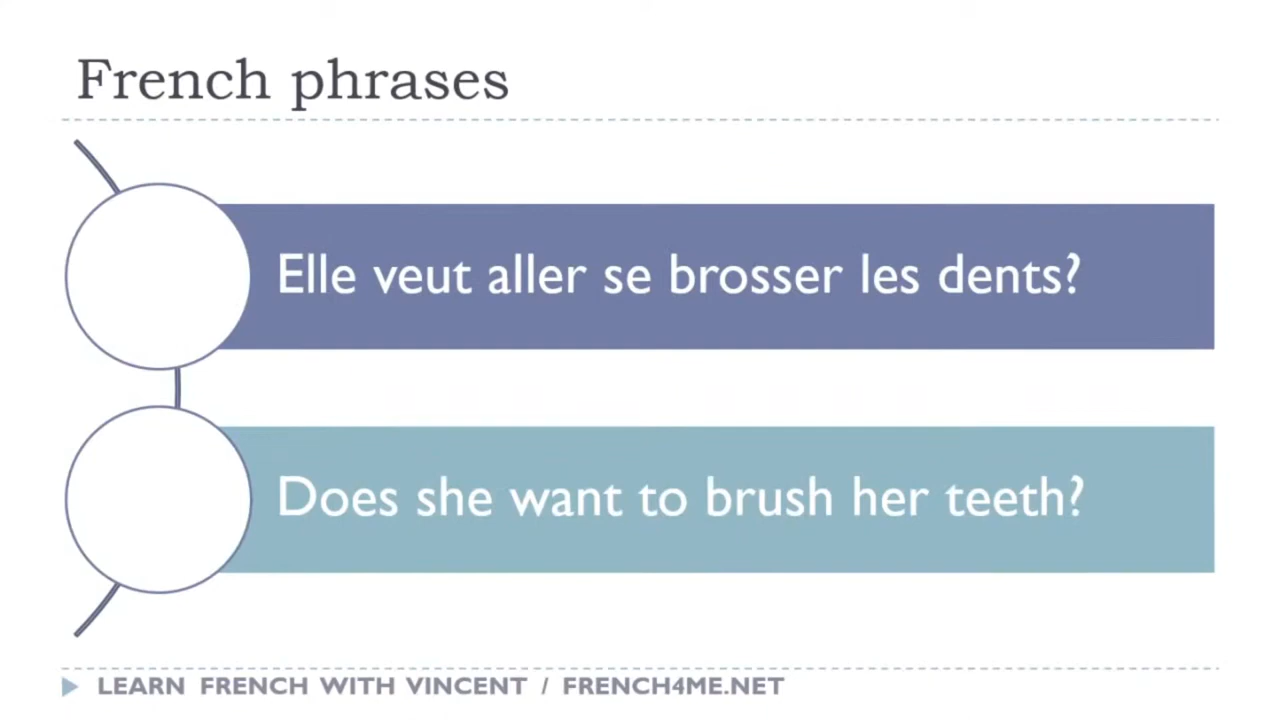 French phrases
Elle veut aller se brosser les dents?
Does she want to brush her teeth?
LEARN FRENCH WITH VINCENT / FRENCH4ME.NET